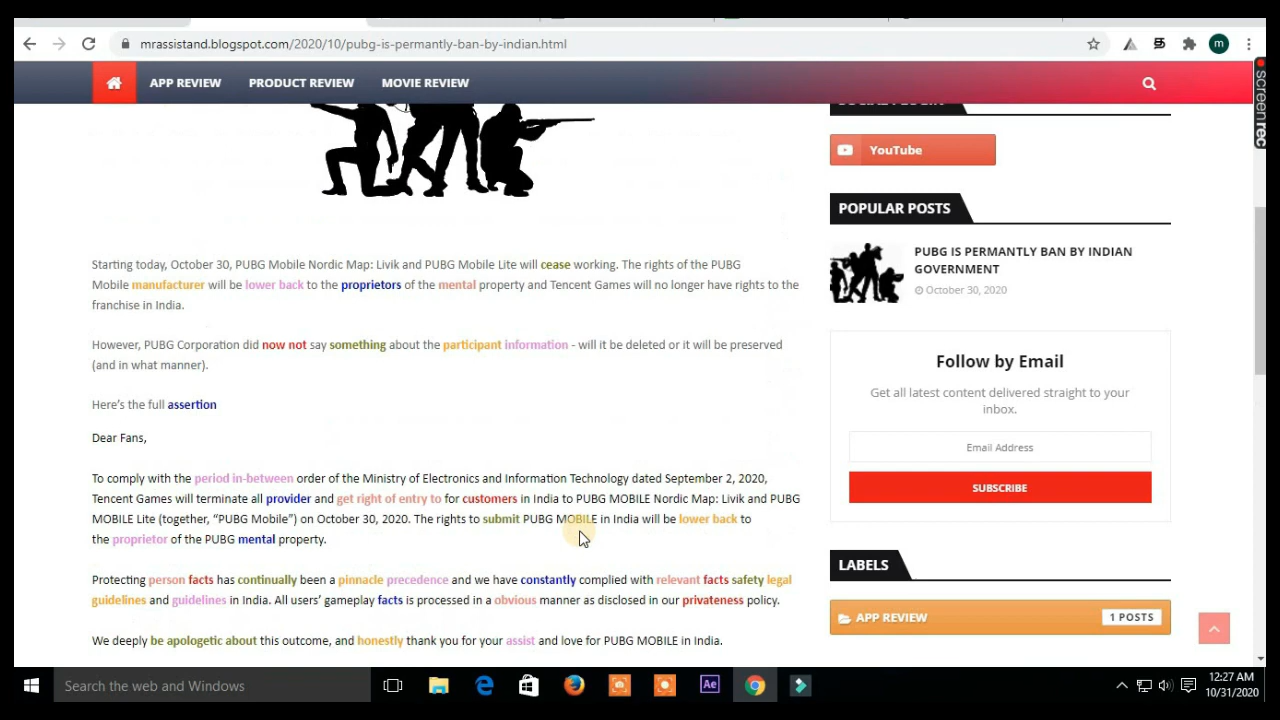 mrassistand.blogspot.com/2020/10/pubg-is-permantly-ban-by-indian.html
m
APP REVIEW PRODUCT REVIEW MOVIE REVIEW
screenrec
YouTube
POPULAR POSTS
PUBG IS PERMANTLY BAN BY INDIAN
GOVERNMENT
October 30, 2020
Starting today, October 30, PUBG Mobile Nordic Map: Livik and PUBG Mobile Lite will cease working. The rights of the PUBG
Mobile manufacturer will be lower back to the proprietors of the mental property and Tencent Games will no longer have rights to the
franchise in India.
However, PUBG Corporation did now not say something about the participant information - will it be deleted or it will be preserved
(and in what manner).
Here's the full assertion
Dear Fans,
To comply with the period in-between order of the Ministry of Electronics and Information Technology dated September 2, 2020,
Tencent Games will terminate all provider and get right of entry to for customers in India to PUBG MOBILE Nordic Map: Livik and PUBG
MOBILE Lite (together, “PUBG Mobile”) on October 30, 2020. The rights to submit PUBG MOBILE in India will be lower back to
the proprietor of the PUBG mental property.
Protecting person facts has continually been a pinnacle precedence and we have constantly complied with relevant facts safety legal
guidelines and guidelines in India. All users’ gameplay facts is processed in a obvious manner as disclosed in our privateness policy.
We deeply be apologetic about this outcome, and honestly thank you for your assist and love for PUBG MOBILE in India.
Follow by Email
Get all latest content delivered straight to your
inbox.
Email Address
SUBSCRIBE
LABELS
APP REVIEW 1 POSTS
Search the web and Windows
Ae
12:27 AM
10/31/2020